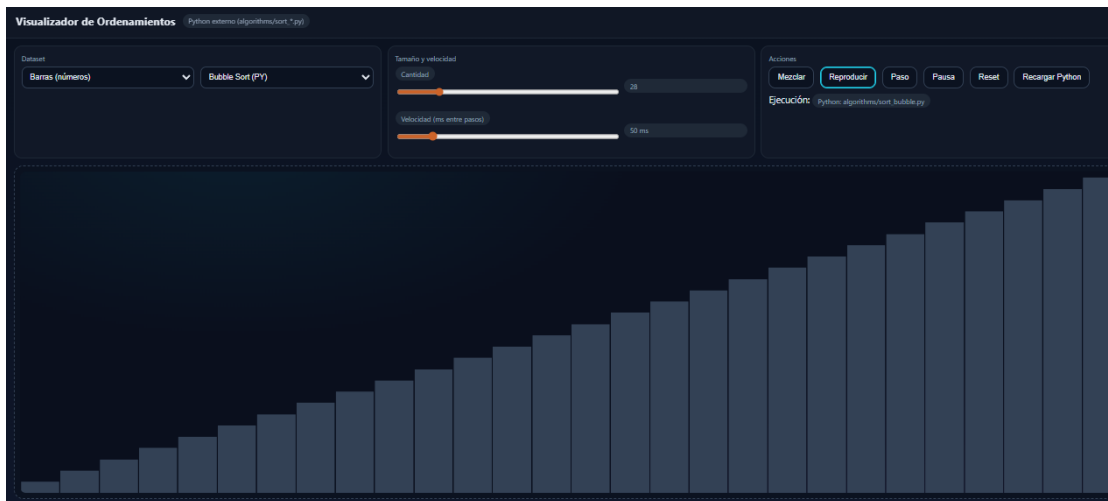 Visualizador de Ordenamientos Python externo (algorithms/sort_*.py)
Dataset
Barras (números) Bubble Sort (PY)
Tamaño y velocidad
Cantidad
28
Velocidad (ms entre pasos)
50 ms
Acciones
Mezclar Reproducir Paso Pausa Reset Recargar Python
Ejecución: Python: algorithms/sort_bubble.py